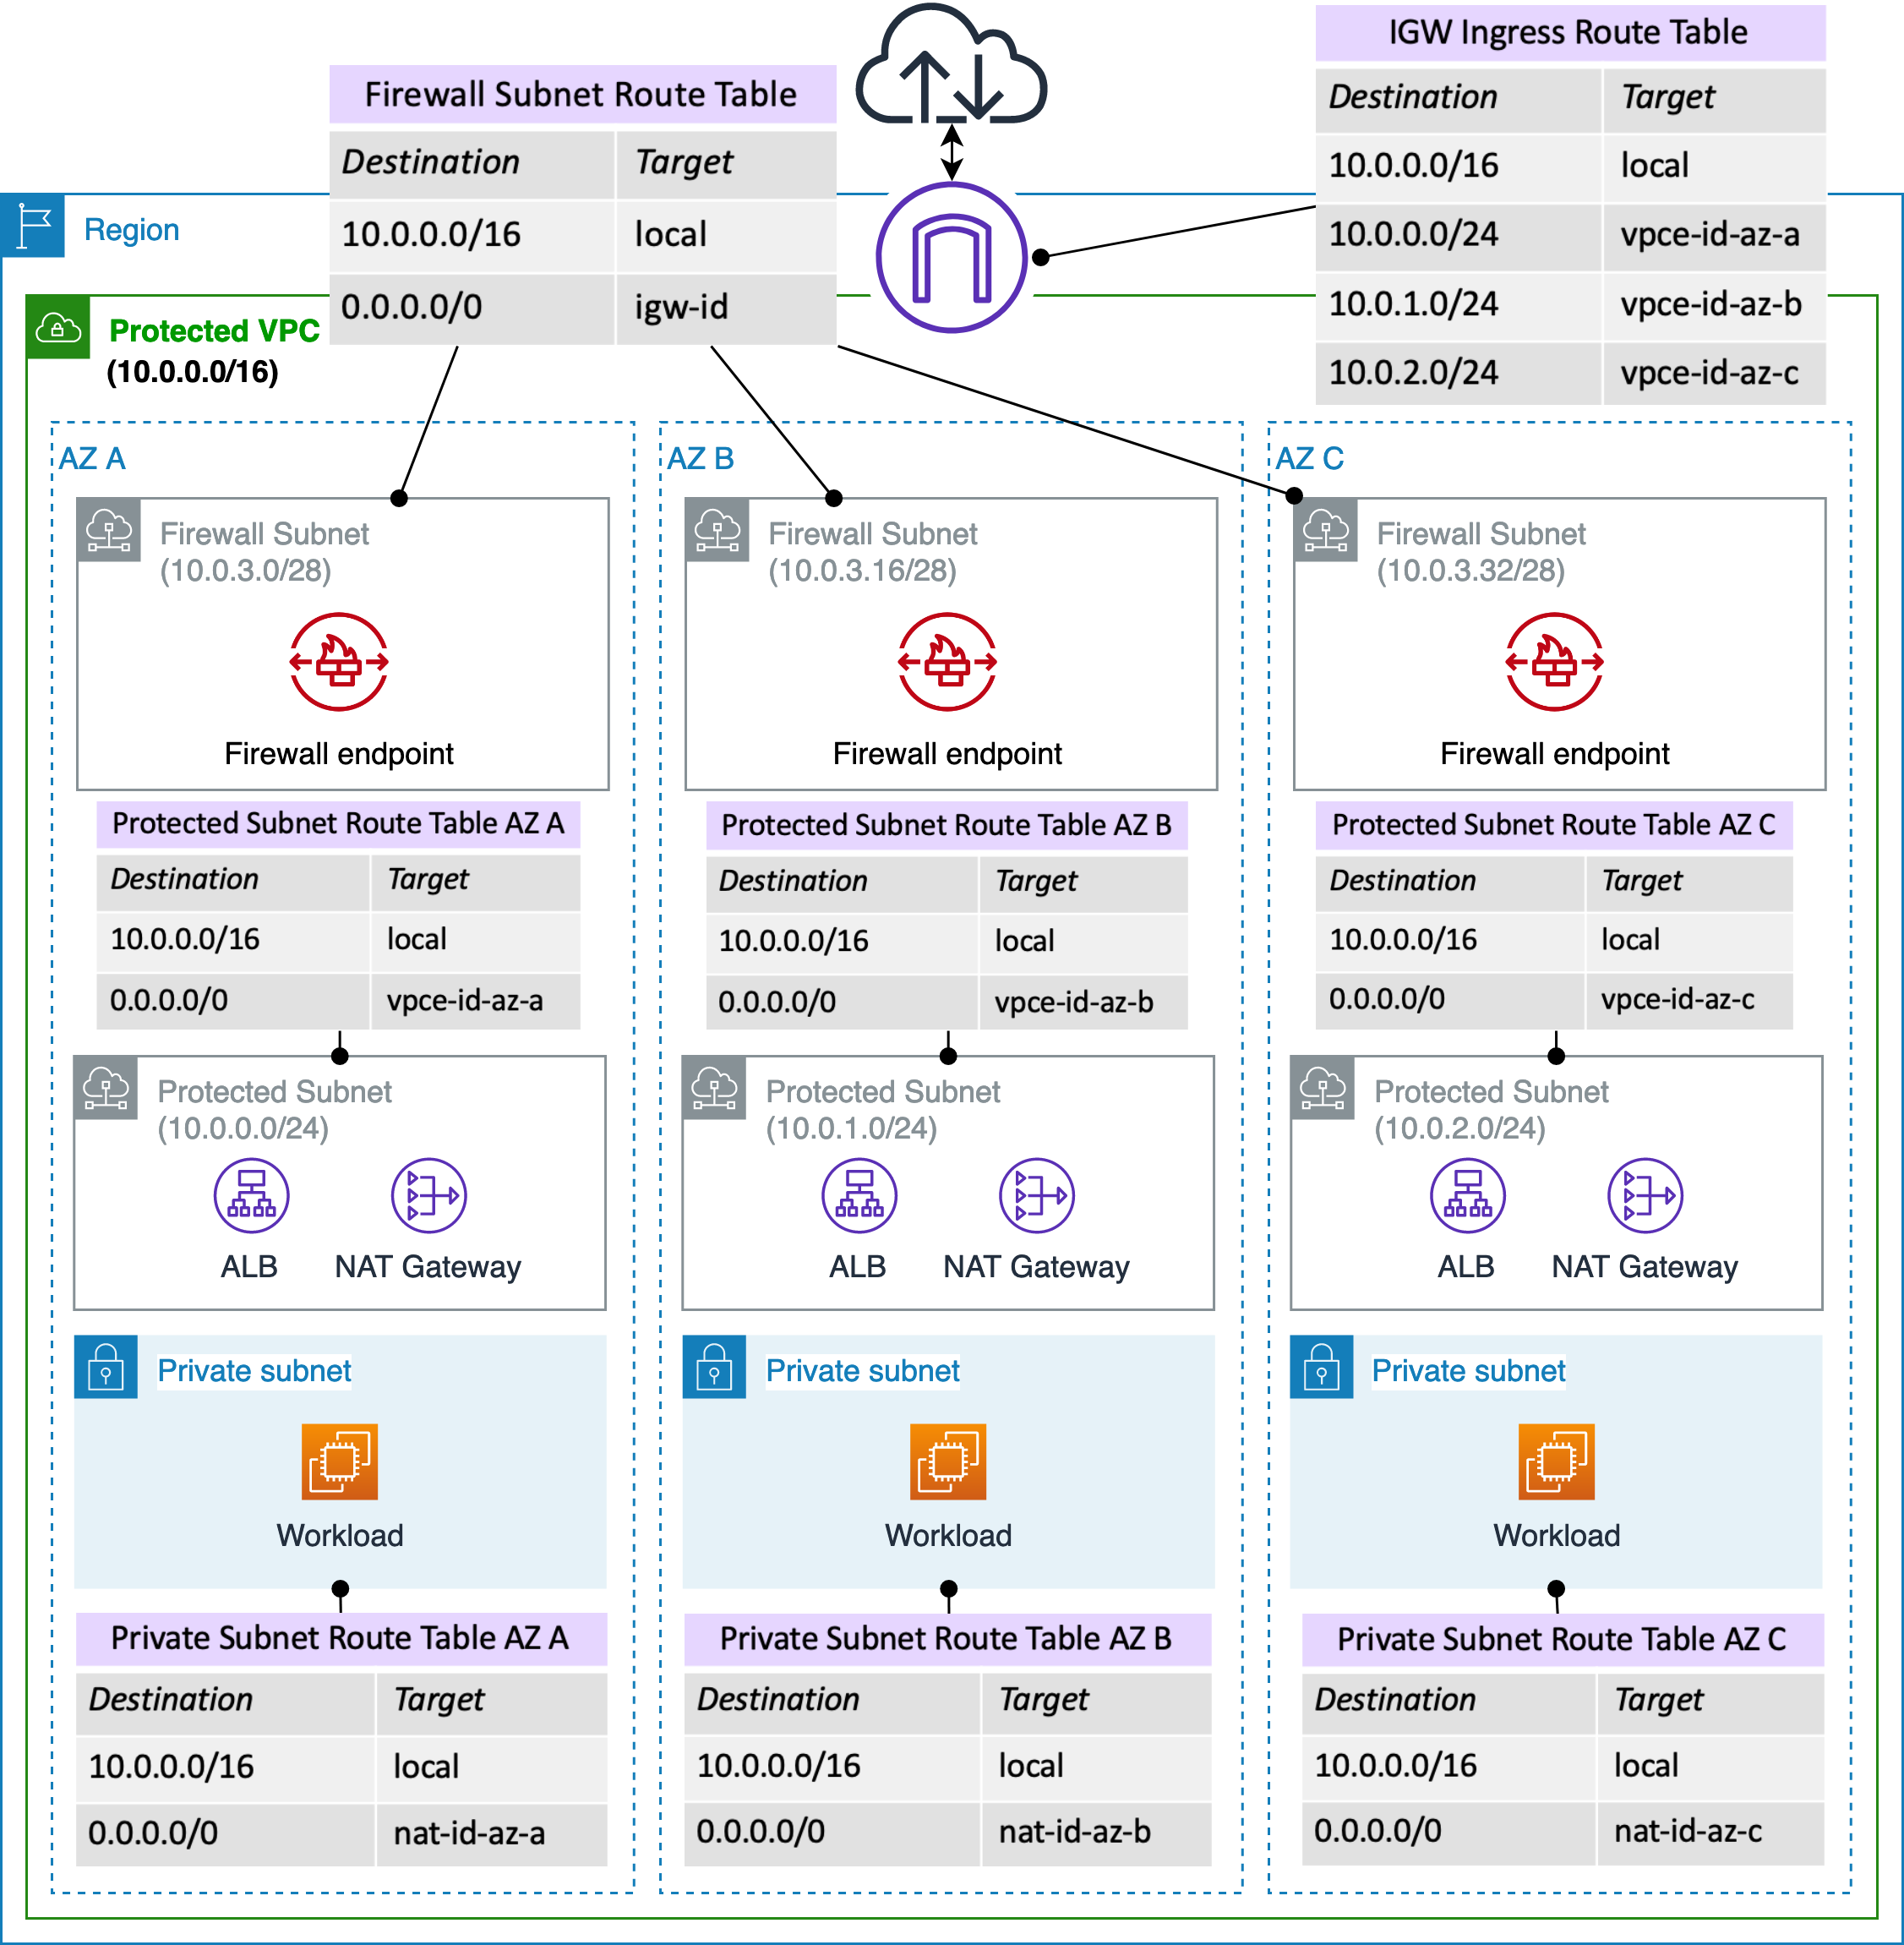 IGW Ingress Route Table
Destination Target
10.0.0.0/16 local
10.0.0.0/24 vpce-id-az-a
10.0.1.0/24 vpce-id-az-b
10.0.2.0/24 vpce-id-az-c
Firewall Subnet Route Table
Destination Target
10.0.0.0/16 local
0.0.0.0/0 igw-id
Region
Protected VPC
(10.0.0.0/16)
AZ A
Firewall Subnet
(10.0.3.0/28)
Firewall endpoint
Protected Subnet Route Table AZ A
Destination Target
10.0.0.0/16 local
0.0.0.0/0 vpce-id-az-a
Protected Subnet
(10.0.0.0/24)
ALB NAT Gateway
Private subnet
Workload
Private Subnet Route Table AZ A
Destination Target
10.0.0.0/16 local
0.0.0.0/0 nat-id-az-a
AZ B
Firewall Subnet
(10.0.3.16/28)
Firewall endpoint
Protected Subnet Route Table AZ B
Destination Target
10.0.0.0/16 local
0.0.0.0/0 vpce-id-az-b
Protected Subnet
(10.0.1.0/24)
ALB NAT Gateway
Private subnet
Workload
Private Subnet Route Table AZ B
Destination Target
10.0.0.0/16 local
0.0.0.0/0 nat-id-az-b
AZ C
Firewall Subnet
(10.0.3.32/28)
Firewall endpoint
Protected Subnet Route Table AZ C
Destination Target
10.0.0.0/16 local
0.0.0.0/0 vpce-id-az-c
Protected Subnet
(10.0.2.0/24)
ALB NAT Gateway
Private subnet
Workload
Private Subnet Route Table AZ C
Destination Target
10.0.0.0/16 local
0.0.0.0/0 nat-id-az-c